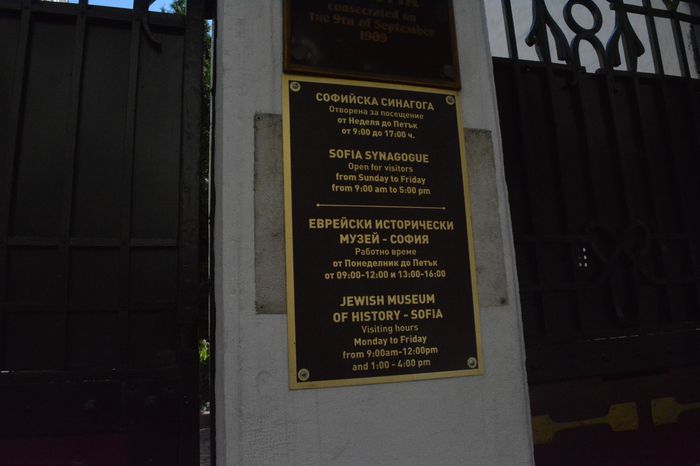 consecrated on
the 9th of September
1909
СОФИЙСКА СИНАГОГА
Отворена за посещение
от Неделя до Петък
от 9:00 до 17:00 ч.
SOFIA SYNAGOGUE
Open for visitors
from Sunday to Friday
from 9:00 am to 5:00 pm
ЕВРЕЙСКИ ИСТОРИЧЕСКИ
МУЗЕЙ - СОФИЯ
Работно време
от Понеделник до Петък
от 09:00-12:00 и 13:00-16:00
JEWISH MUSEUM
OF HISTORY - SOFIA
Visiting hours
Monday to Friday
from 9:00am-12:00pm
and 1:00 - 4:00 pm